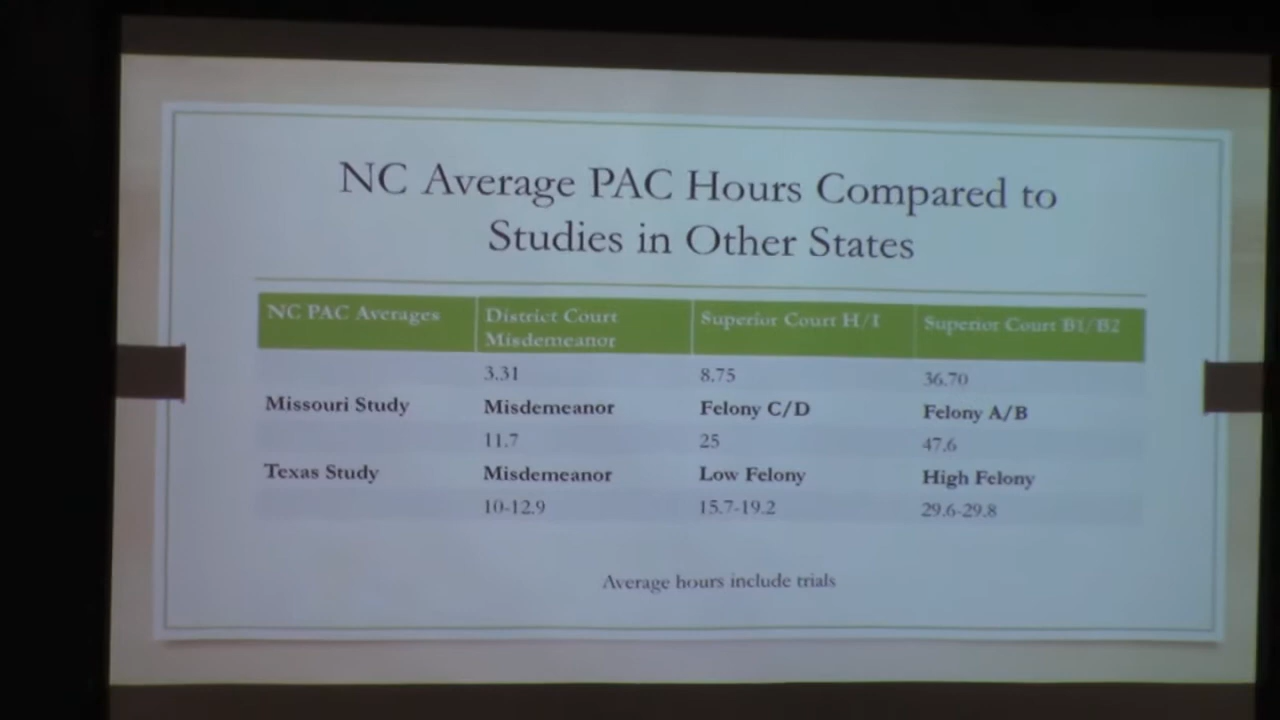 NC Average PAC Hours Compared to
Studies in Other States
NC PAC Averages District Court Superior Court H/I Superior Court B1/B2
Misdemeanor
3.31 8.75 36.70
Missouri Study Misdemeanor Felony C/D Felony A/B
11.7 25 47.6
Texas Study Misdemeanor Low Felony High Felony
10-12.9 15.7-19.2 29.6-29.8
Average hours include trials